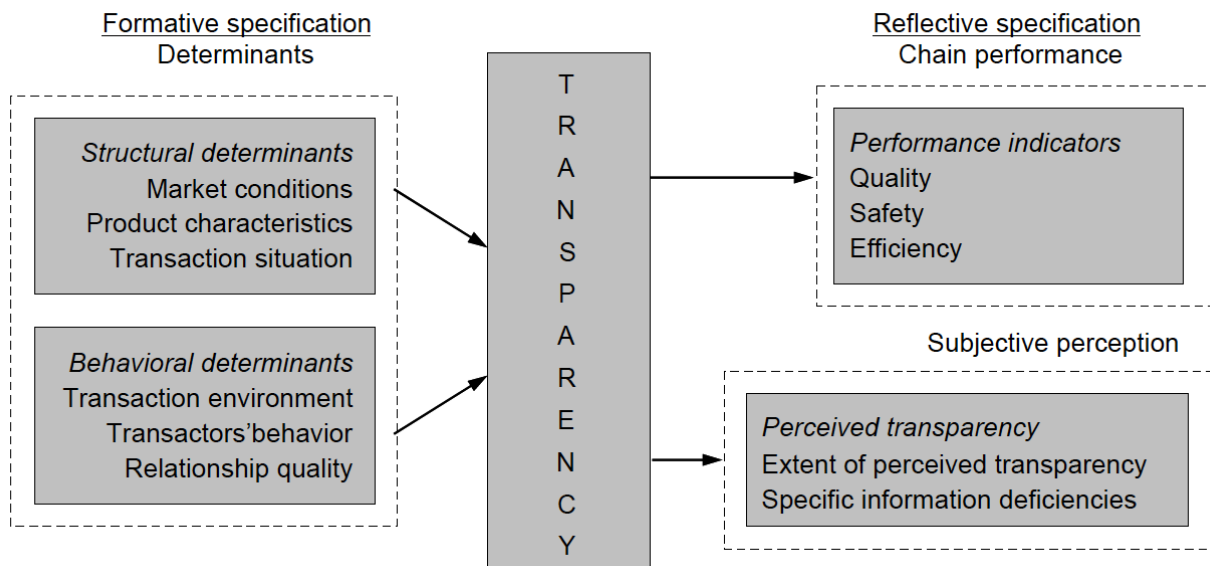 Formative specification
Determinants
Structural determinants
Market conditions
Product characteristics
Transaction situation
Behavioral determinants
Transaction environment
Transactors’behavior
Relationship quality
T
R
A
N
S
P
A
R
E
N
C
Y
Reflective specification
Chain performance
Performance indicators
Quality
Safety
Efficiency
Subjective perception
Perceived transparency
Extent of perceived transparency
Specific information deficiencies